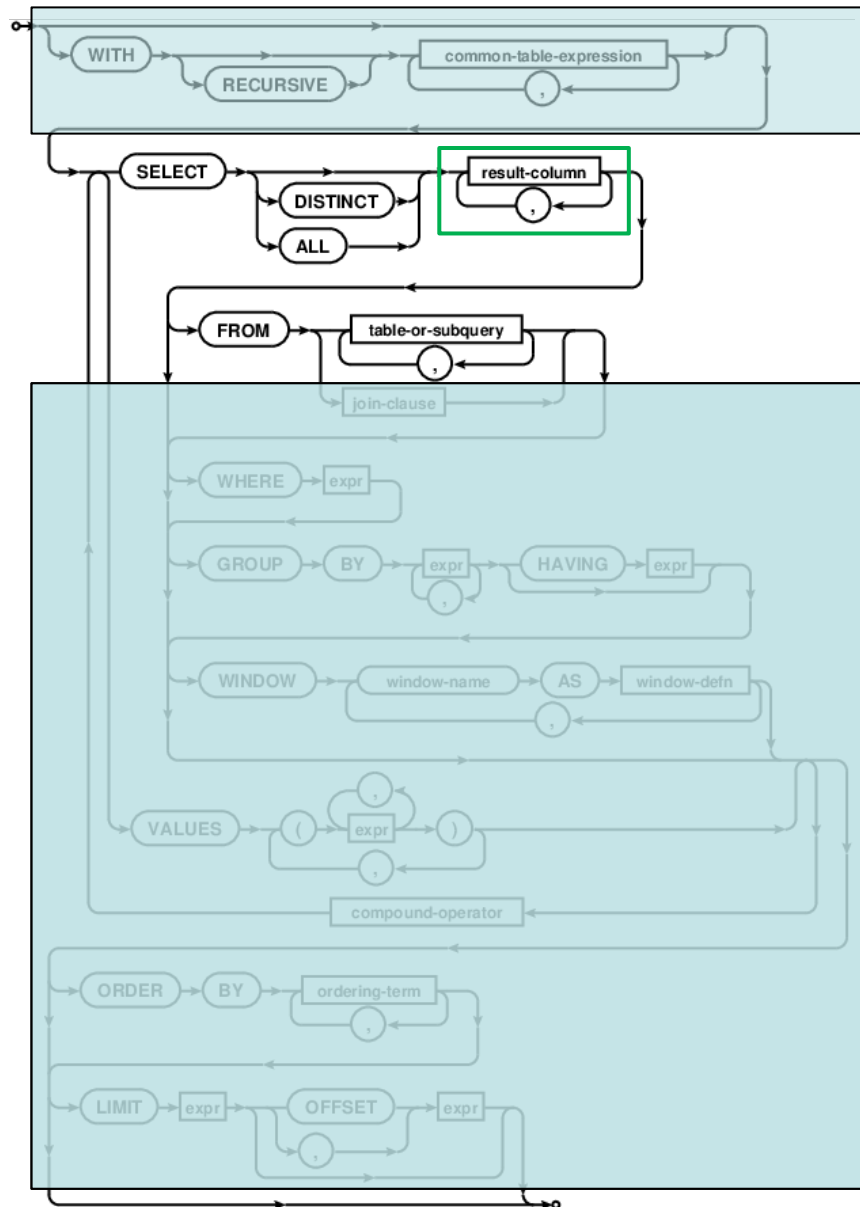 WITH common-table-expression
RECURSIVE ,
SELECT result-column
DISTINCT ,
ALL
FROM table-or-subquery
,
join-clause
WHERE expr
GROUP BY expr HAVING expr
,
WINDOW window-name AS window-defn
,
,
VALUES ( expr )
,
compound-operator
ORDER BY ordering-term
,
LIMIT expr OFFSET expr
,